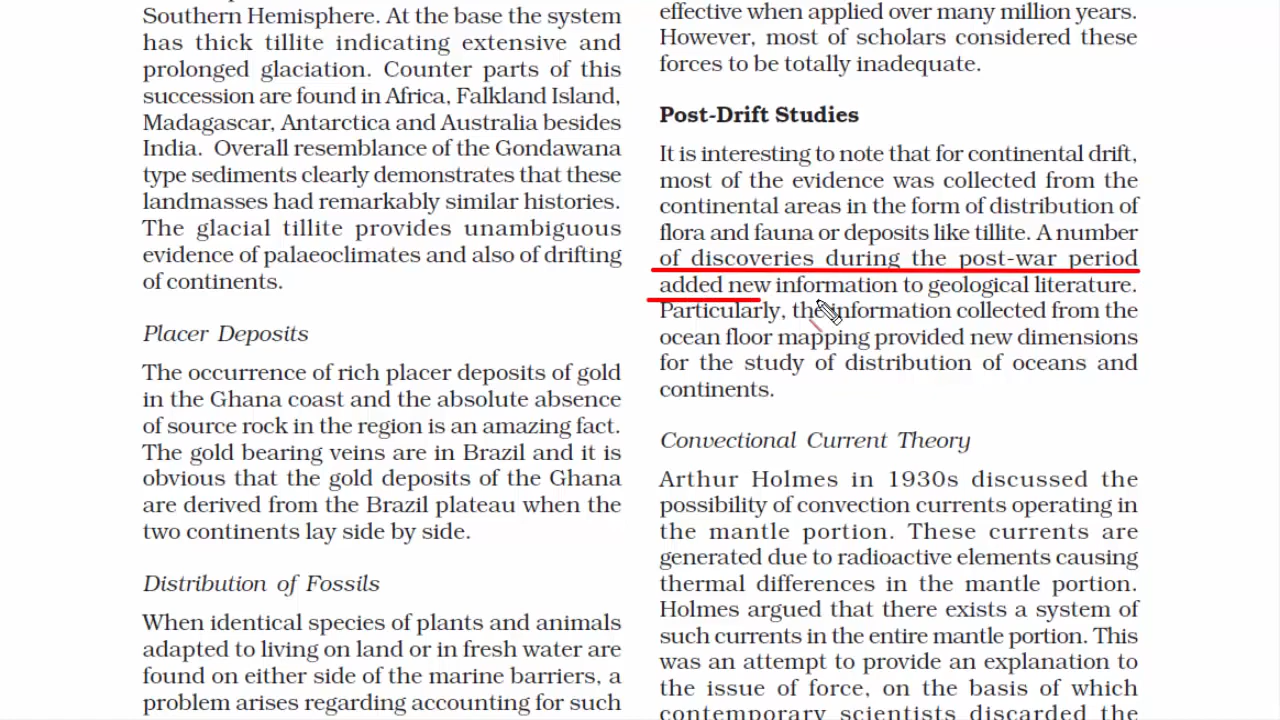 Southern Hemisphere. At the base the system
has thick tillite indicating extensive and
prolonged glaciation. Counter parts of this
succession are found in Africa, Falkland Island,
Madagascar, Antarctica and Australia besides
India. Overall resemblance of the Gondawana
type sediments clearly demonstrates that these
landmasses had remarkably similar histories.
The glacial tillite provides unambiguous
evidence of palaeoclimates and also of drifting
of continents.
Placer Deposits
The occurrence of rich placer deposits of gold
in the Ghana coast and the absolute absence
of source rock in the region is an amazing fact.
The gold bearing veins are in Brazil and it is
obvious that the gold deposits of the Ghana
are derived from the Brazil plateau when the
two continents lay side by side.
Distribution of Fossils
When identical species of plants and animals
adapted to living on land or in fresh water are
found on either side of the marine barriers, a
problem arises regarding accounting for such
effective when applied over many million years.
However, most of scholars considered these
forces to be totally inadequate.
Post-Drift Studies
It is interesting to note that for continental drift,
most of the evidence was collected from the
continental areas in the form of distribution of
flora and fauna or deposits like tillite. A number
of discoveries during the post-war period
added new information to geological literature.
Particularly, the information collected from the
ocean floor mapping provided new dimensions
for the study of distribution of oceans and
continents.
Convectional Current Theory
Arthur Holmes in 1930s discussed the
possibility of convection currents operating in
the mantle portion. These currents are
generated due to radioactive elements causing
thermal differences in the mantle portion.
Holmes argued that there exists a system of
such currents in the entire mantle portion. This
was an attempt to provide an explanation to
the issue of force, on the basis of which
contemporary scientists discarded the